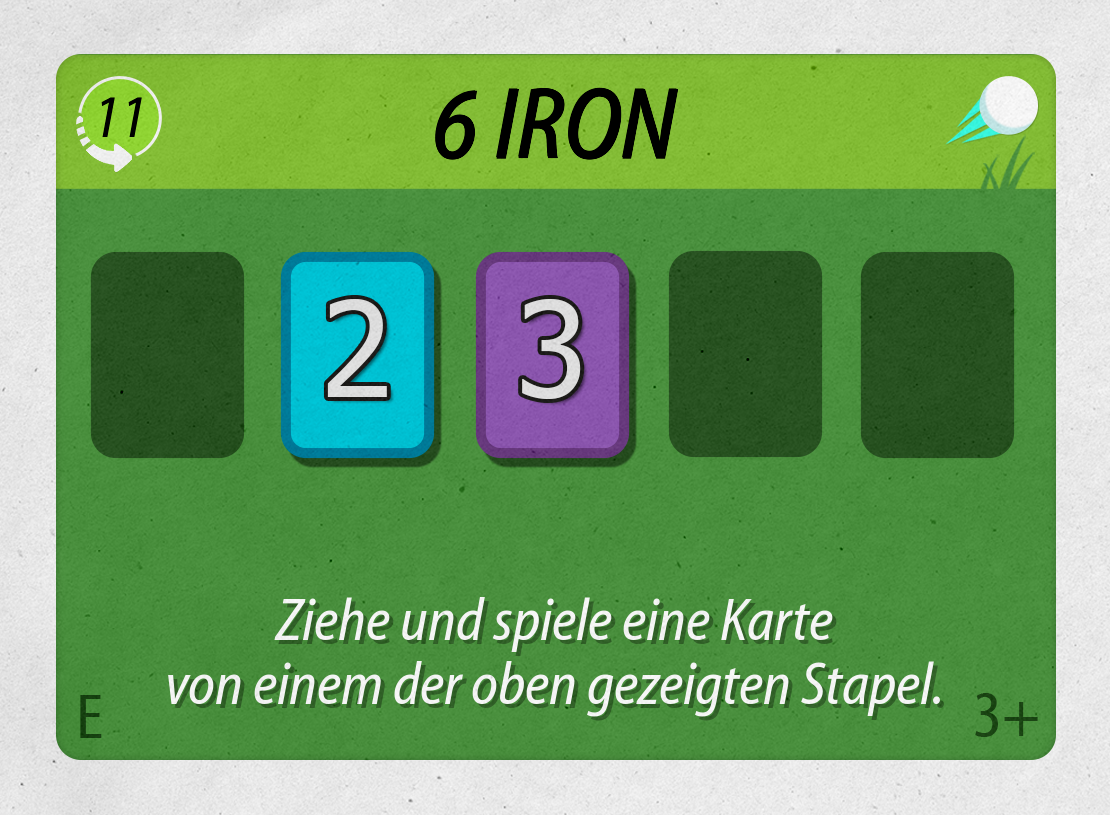 11
6 IRON
2 3
Ziehe und spiele eine Karte
von einem der oben gezeigten Stapel.
E
3+